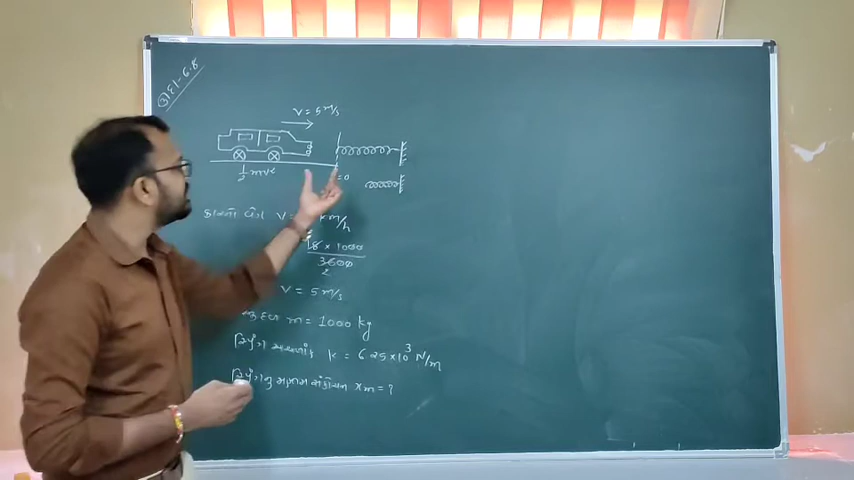 ઉદા-6.8
v = 5 m/s
½mv²
=0
કારનો વેગ v = km/h
18 × 1000
3600
2
v = 5 m/s
m = 1000 kg
સ્પ્રિંગ અચળાંક k = 6.25×10³ N/m
સ્પ્રિંગનું મહત્તમ સંકોચન xm = ?